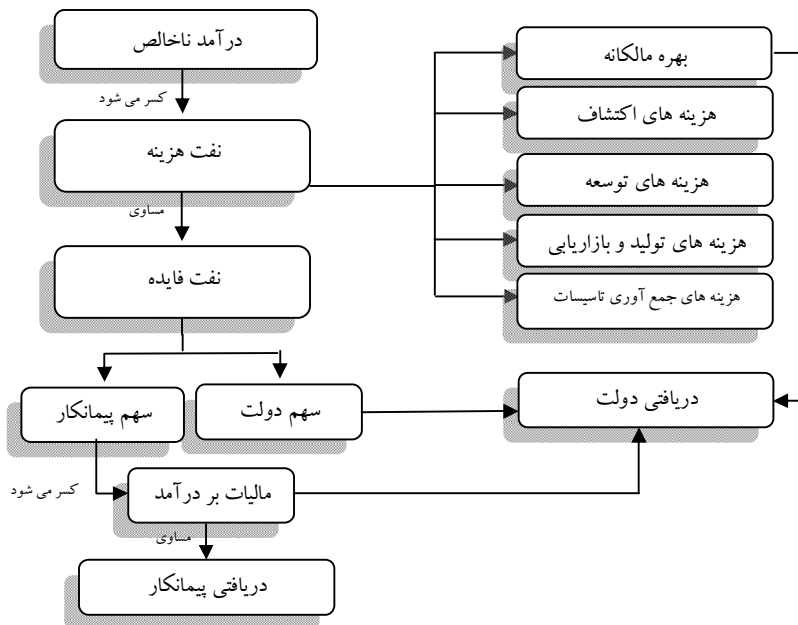 درآمد ناخالص
کسر می شود
نفت هزینه
مساوی
نفت فایده
بهره مالکانه
هزینه های اکتشاف
هزینه های توسعه
هزینه های تولید و بازاریابی
هزینه های جمع آوری تاسیسات
سهم پیمانکار
سهم دولت
دریافتی دولت
کسر می شود
مالیات بر درآمد
مساوی
دریافتی پیمانکار